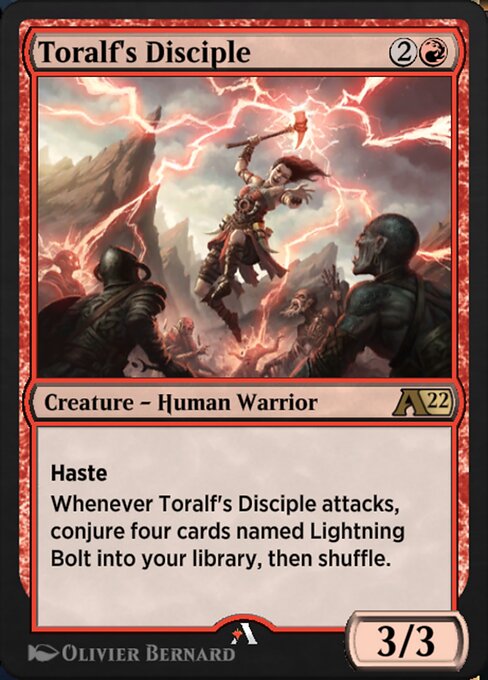 Toralf's Disciple 2
Creature – Human Warrior A22
Haste
Whenever Toralf's Disciple attacks,
conjure four cards named Lightning
Bolt into your library, then shuffle.
3/3
Olivier Bernard